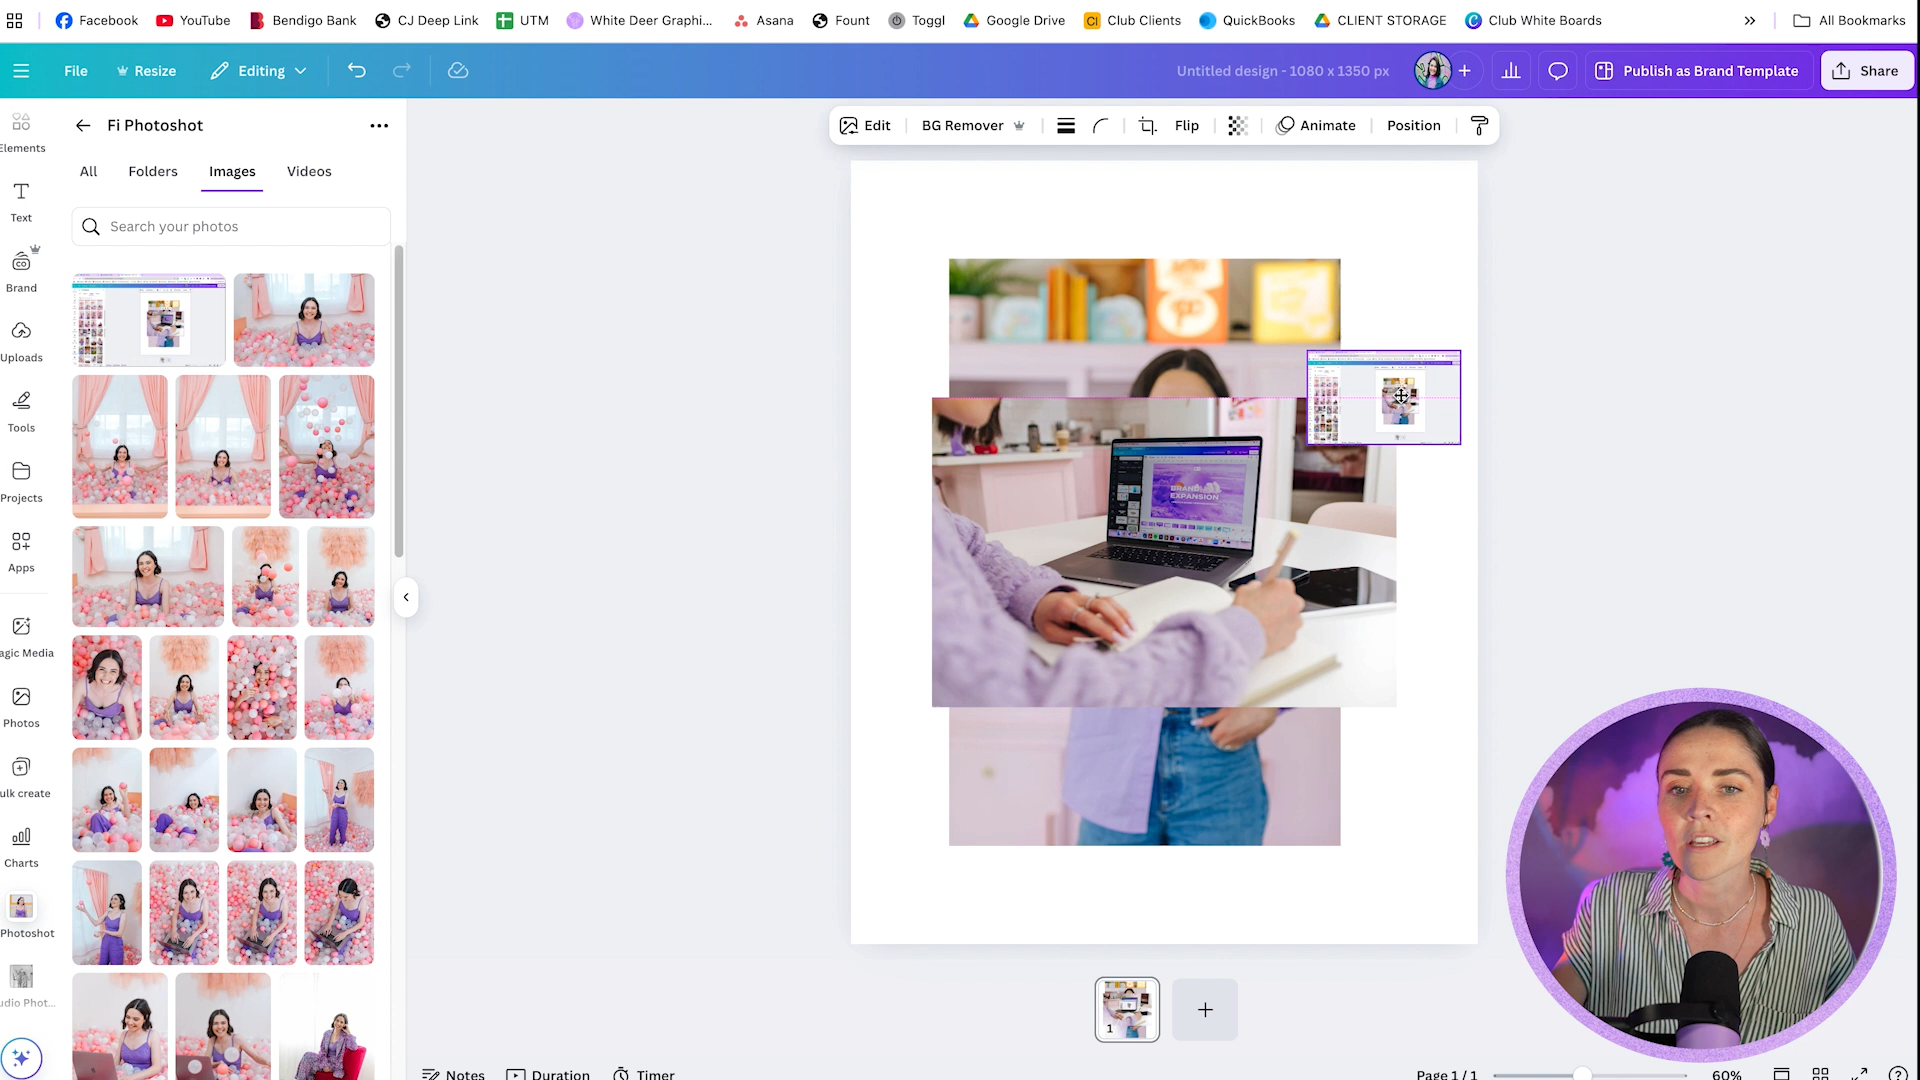 Facebook YouTube Bendigo Bank CJ Deep Link UTM White Deer Graphi... Asana Fount Toggl Google Drive Club Clients QuickBooks CLIENT STORAGE Club White Boards » All Bookmarks
File Resize Editing Untitled design - 1080 x 1350 px Publish as Brand Template Share
Fi Photoshot
Edit BG Remover Flip Animate Position
Elements
All Folders Images Videos
Text
Search your photos
Brand
Uploads
Tools
Projects
Apps
BRAND
EXPANSION
agic Media
Photos
ulk create
Charts
Photoshot
udio Phot...
1
Notes Duration Timer Page 1 / 1 60%